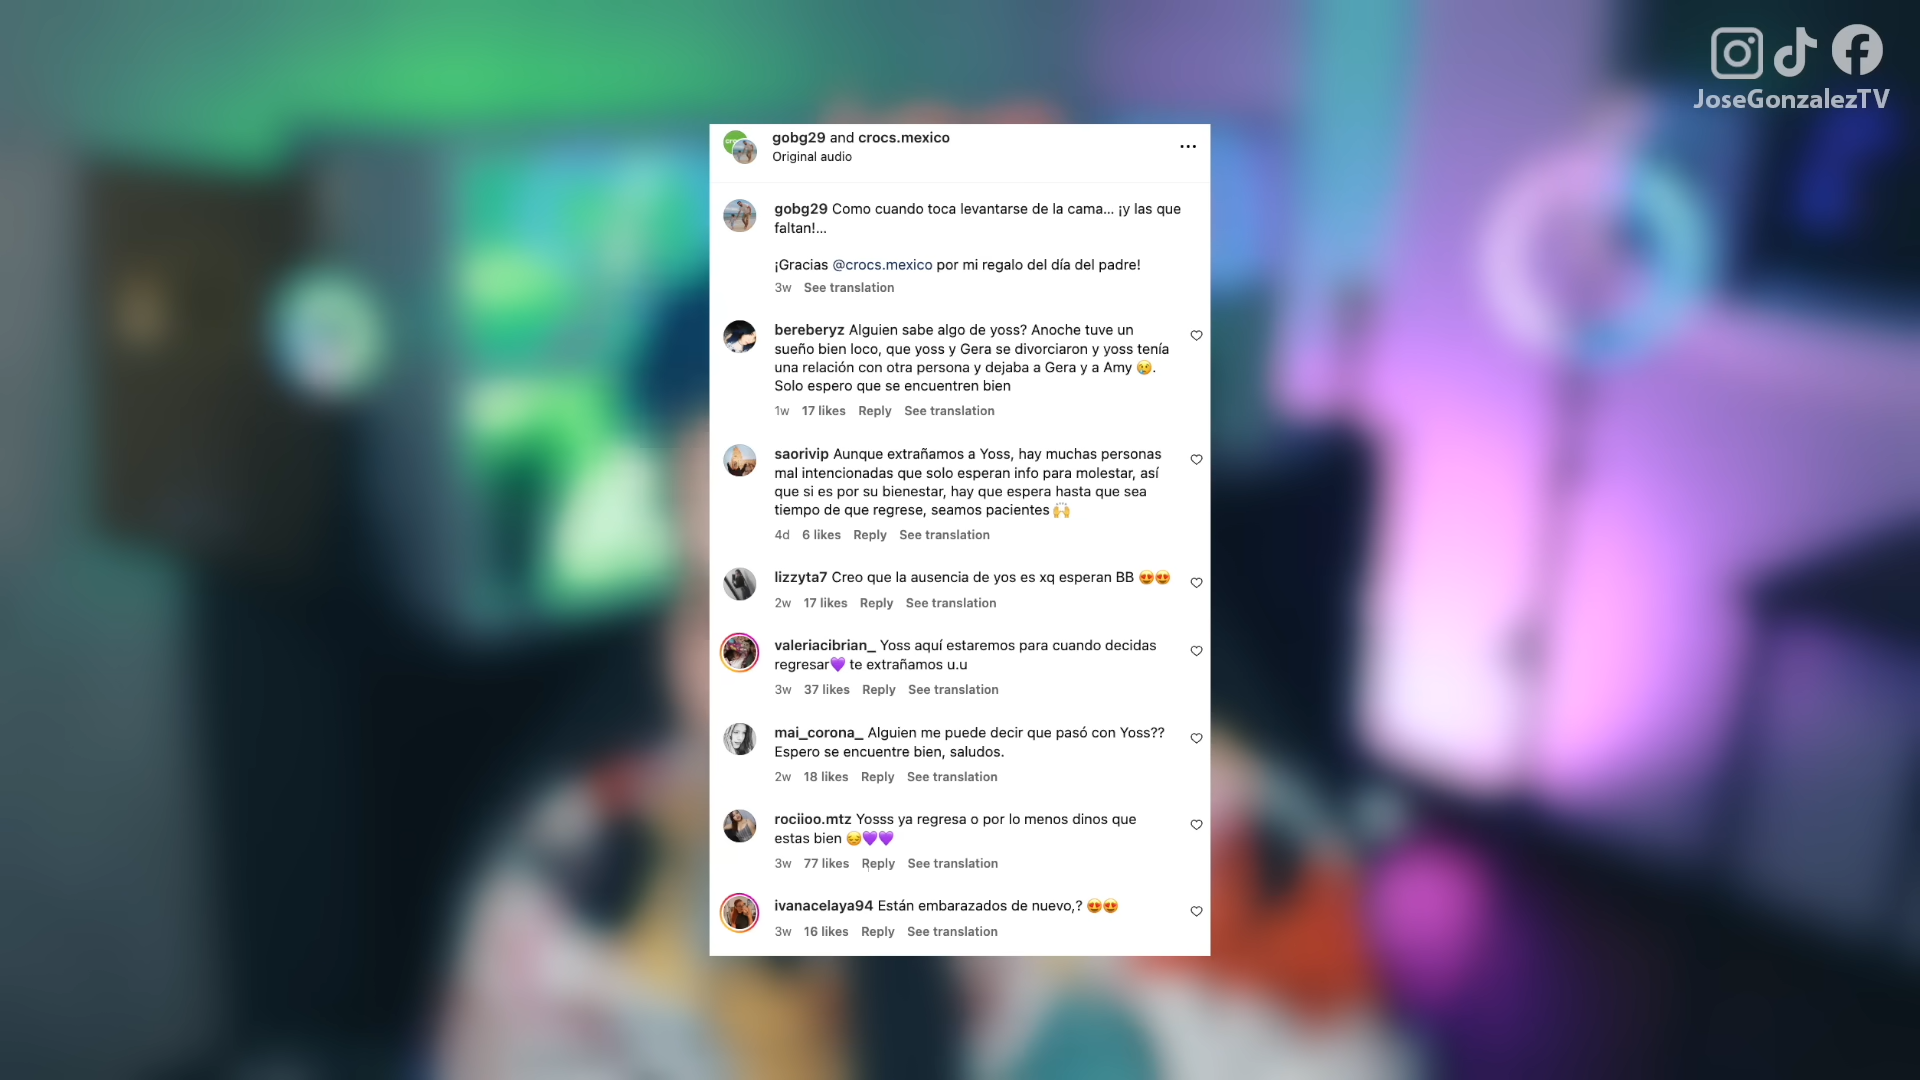 JoseGonzalezTV
gobg29 and crocs.mexico
Original audio
gobg29 Como cuando toca levantarse de la cama... ¡y las que
faltan!...
¡Gracias @crocs.mexico por mi regalo del día del padre!
3w See translation
bereberyz Alguien sabe algo de yoss? Anoche tuve un
sueño bien loco, que yoss y Gera se divorciaron y yoss tenía
una relación con otra persona y dejaba a Gera y a Amy 😢.
Solo espero que se encuentren bien
1w 17 likes Reply See translation
saorivip Aunque extrañamos a Yoss, hay muchas personas
mal intencionadas que solo esperan info para molestar, así
que si es por su bienestar, hay que espera hasta que sea
tiempo de que regrese, seamos pacientes 🙌
4d 6 likes Reply See translation
lizzyta7 Creo que la ausencia de yos es xq esperan BB 😍😍
2w 17 likes Reply See translation
valeriacibrian_ Yoss aquí estaremos para cuando decidas
regresar💜 te extrañamos u.u
3w 37 likes Reply See translation
mai_corona_ Alguien me puede decir que pasó con Yoss??
Espero se encuentre bien, saludos.
2w 18 likes Reply See translation
rociioo.mtz Yosss ya regresa o por lo menos dinos que
estas bien 😔💜💜
3w 77 likes Reply See translation
ivanacelaya94 Están embarazados de nuevo,? 😍😍
3w 16 likes Reply See translation